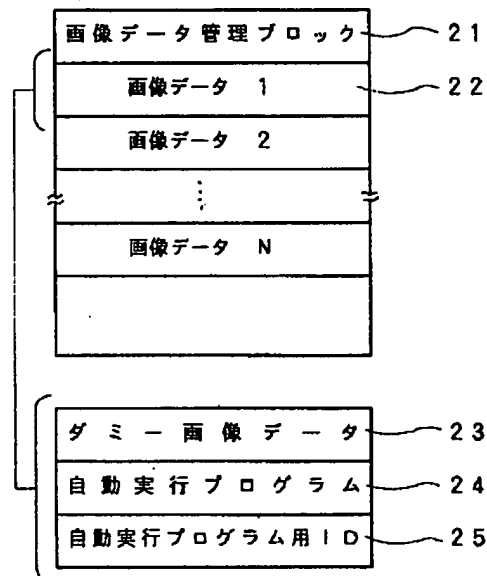 画像データ管理ブロック 21
画像データ 1 22
画像データ 2
⋮
画像データ N
ダミー画像データ 23
自動実行プログラム 24
自動実行プログラム用ID 25